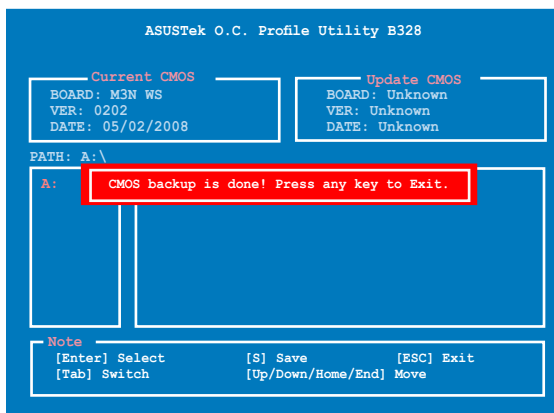 ASUSTek O.C. Profile Utility B328
Current CMOS
BOARD: M3N WS
VER: 0202
DATE: 05/02/2008
Update CMOS
BOARD: Unknown
VER: Unknown
DATE: Unknown
PATH: A:\
A:
CMOS backup is done! Press any key to Exit.
Note
[Enter] Select [S] Save [ESC] Exit
[Tab] Switch [Up/Down/Home/End] Move